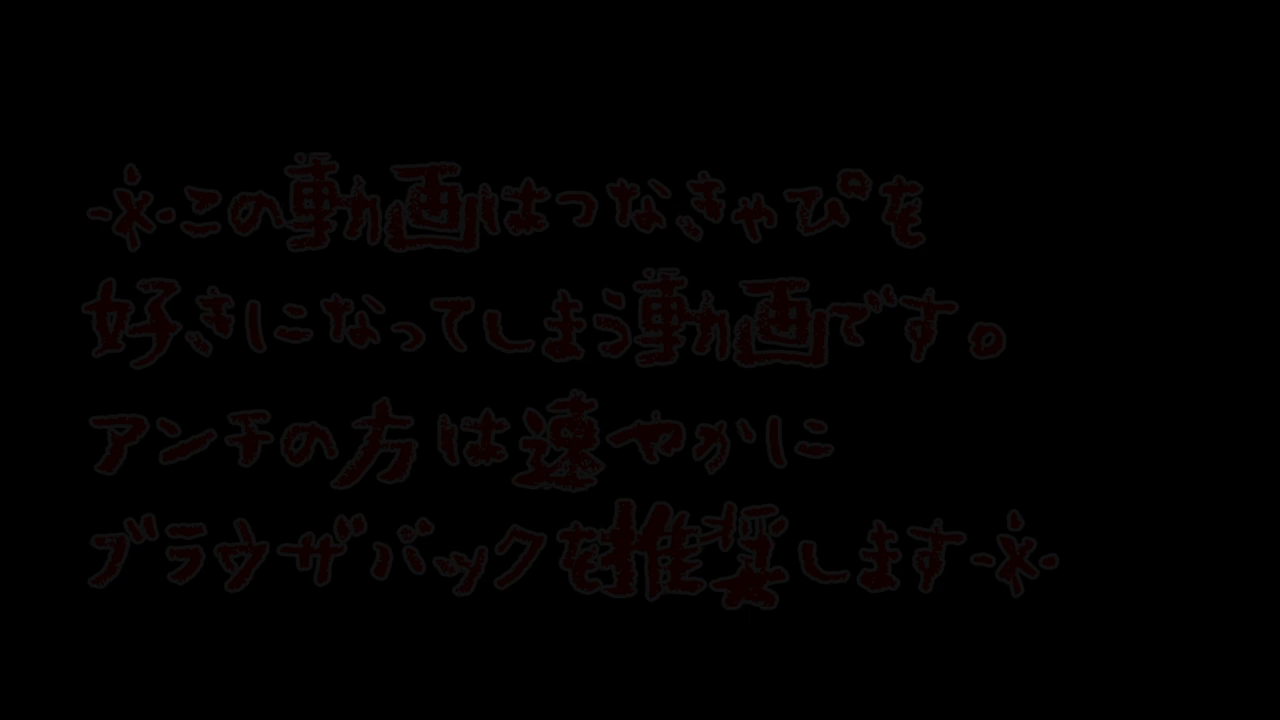 ※この動画はつなきゃぴを
好きになってしまう動画です。
アンチの方は速やかに
ブラウザバックを推奨します※